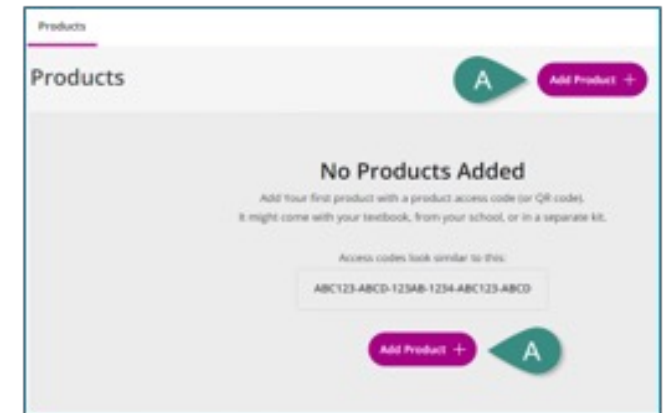 Products
Products
A
Add Product +
No Products Added
Add Your first product with a product access code (or QR code).
It might come with your textbook, from your school, or in a separate kit.
Access codes look similar to this:
ABC123-ABCD-123AB-1234-ABC123-ABCD
Add Product +
A